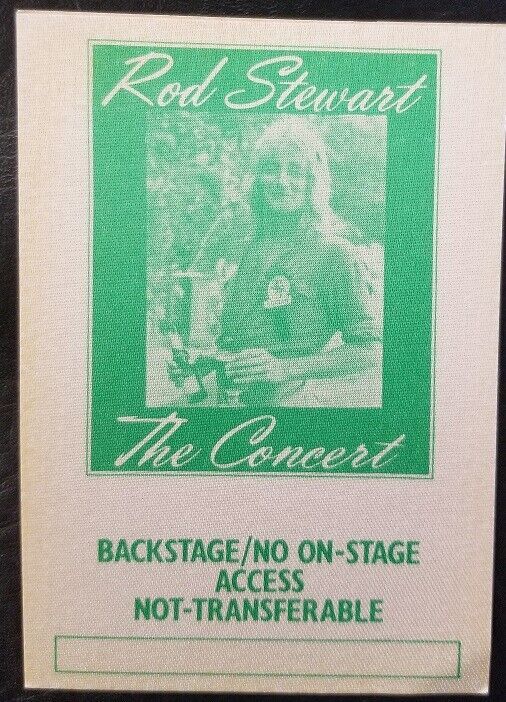 Rod Stewart
The Concert
BACKSTAGE/NO ON-STAGE
ACCESS
NOT-TRANSFERABLE